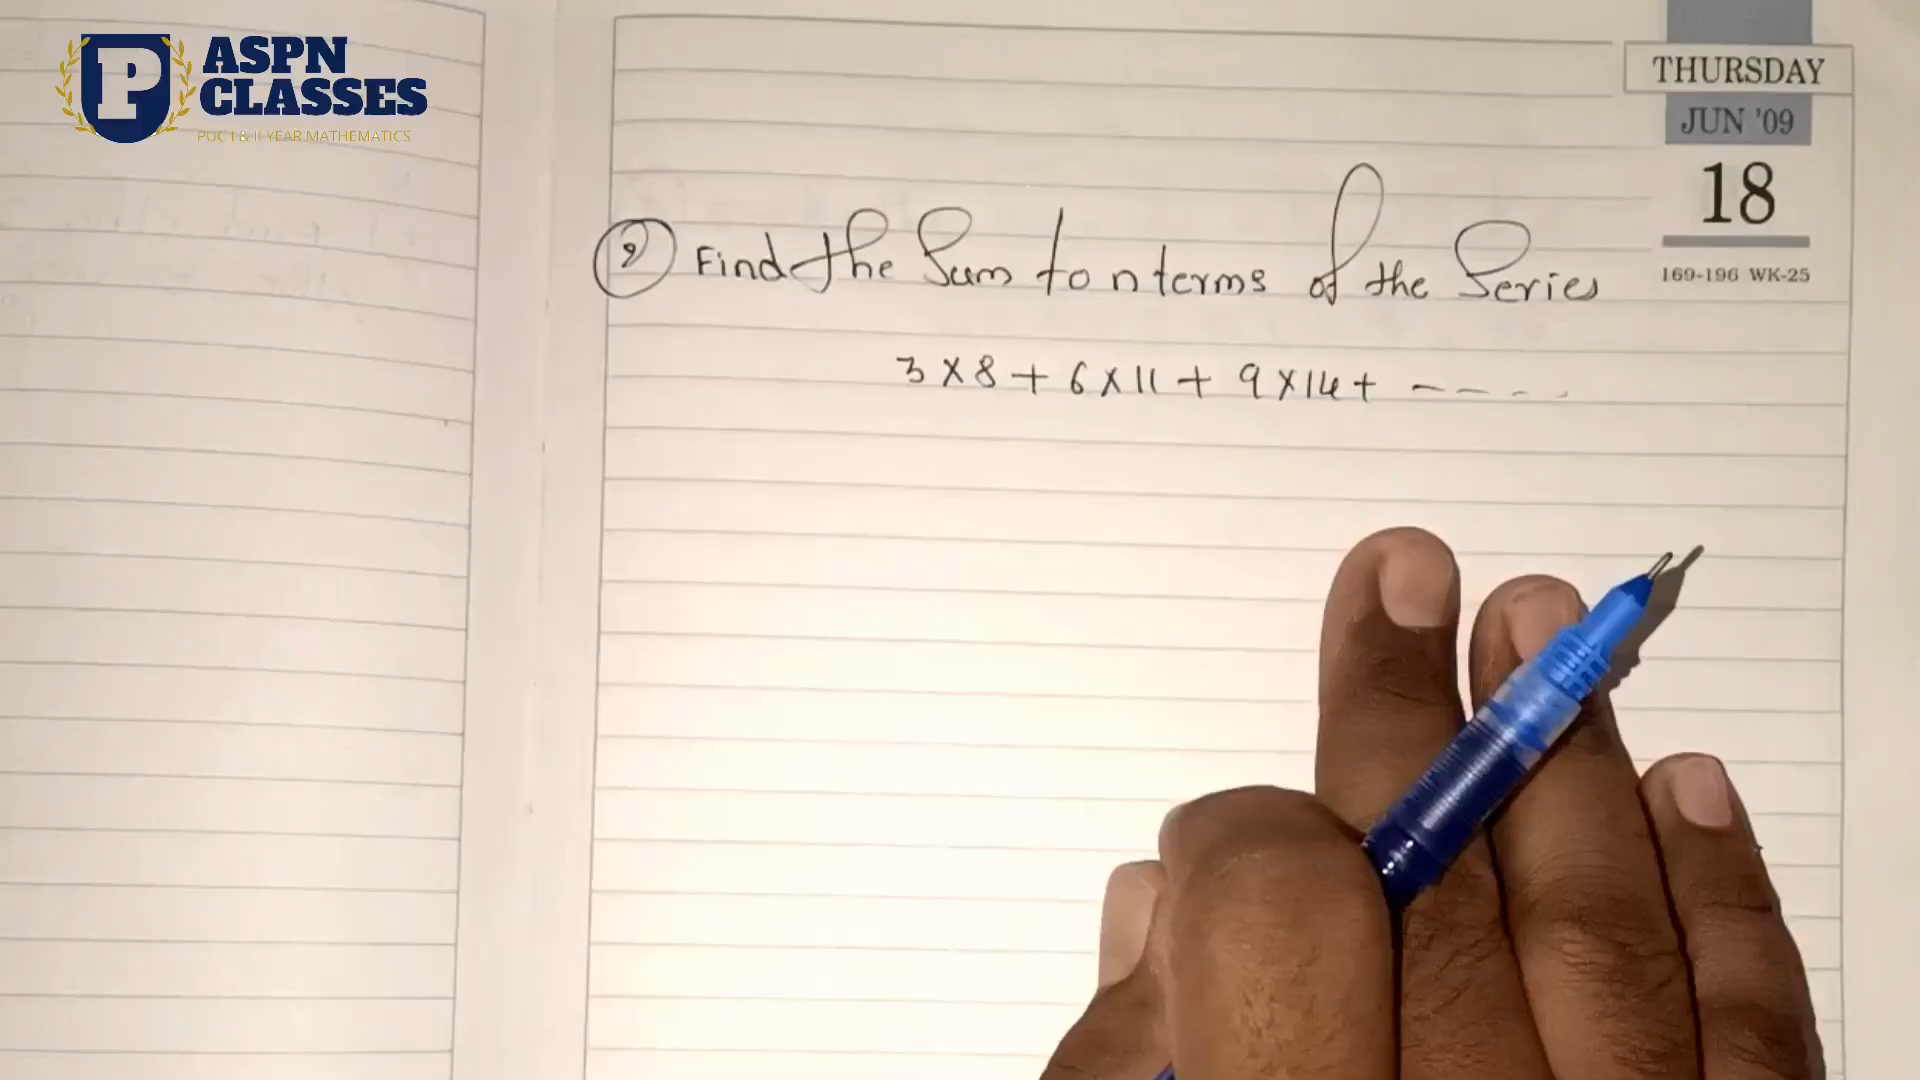 P
ASPN
CLASSES
PUC I & II YEAR MATHEMATICS
THURSDAY
JUN '09
18
169-196 WK-25
2 Find the Sum to n terms of the Series
3 × 8 + 6 × 11 + 9 × 14 + - - - -